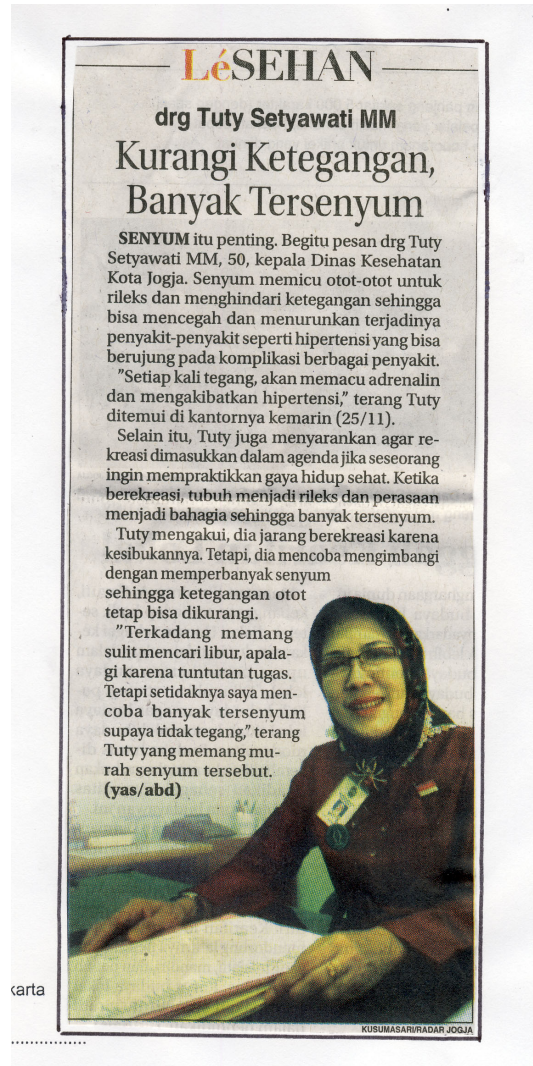 LéSEHAN
drg Tuty Setyawati MM
Kurangi Ketegangan,
Banyak Tersenyum
SENYUM itu penting. Begitu pesan drg Tuty
Setyawati MM, 50, kepala Dinas Kesehatan
Kota Jogja. Senyum memicu otot-otot untuk
rileks dan menghindari ketegangan sehingga
bisa mencegah dan menurunkan terjadinya
penyakit-penyakit seperti hipertensi yang bisa
berujung pada komplikasi berbagai penyakit.
"Setiap kali tegang, akan memacu adrenalin
dan mengakibatkan hipertensi," terang Tuty
ditemui di kantornya kemarin (25/11).
Selain itu, Tuty juga menyarankan agar re-
kreasi dimasukkan dalam agenda jika seseorang
ingin mempraktikkan gaya hidup sehat. Ketika
berekreasi, tubuh menjadi rileks dan perasaan
menjadi bahagia sehingga banyak tersenyum.
Tuty mengakui, dia jarang berekreasi karena
kesibukannya. Tetapi, dia mencoba mengimbangi
dengan memperbanyak senyum
sehingga ketegangan otot
tetap bisa dikurangi.
"Terkadang memang
sulit mencari libur, apala-
gi karena tuntutan tugas.
Tetapi setidaknya saya men-
coba banyak tersenyum
supaya tidak tegang," terang
Tuty yang memang mu-
rah senyum tersebut.
(yas/abd)
karta
KUSUMASARI/RADAR JOGJA